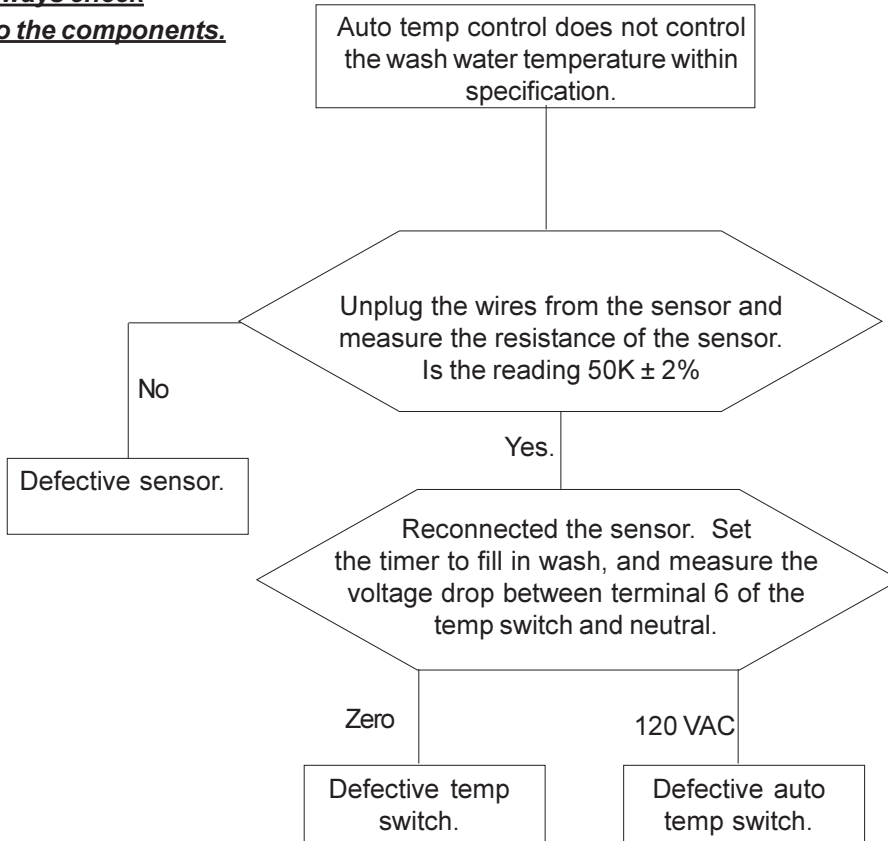 always check
to the components.
Auto temp control does not control
the wash water temperature within
specification.
Unplug the wires from the sensor and
measure the resistance of the sensor.
Is the reading 50K ± 2%
No
Yes.
Defective sensor.
Reconnected the sensor. Set
the timer to fill in wash, and measure the
voltage drop between terminal 6 of the
temp switch and neutral.
Zero
120 VAC
Defective temp
switch.
Defective auto
temp switch.